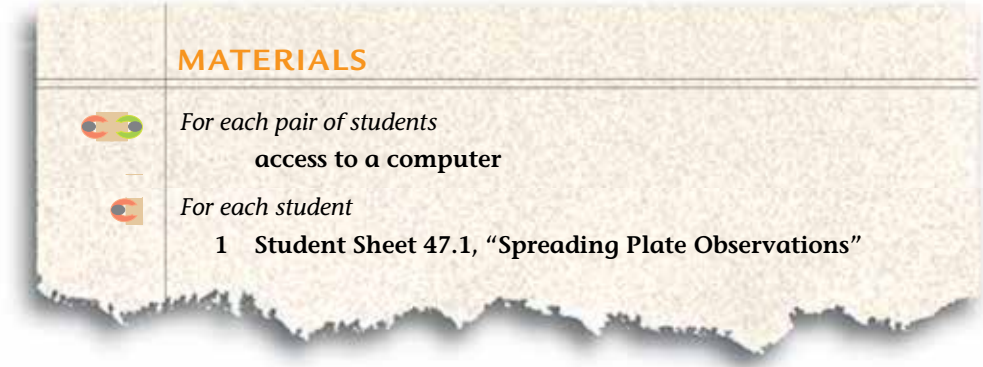 MATERIALS
For each pair of students
access to a computer
For each student
1 Student Sheet 47.1, “Spreading Plate Observations”